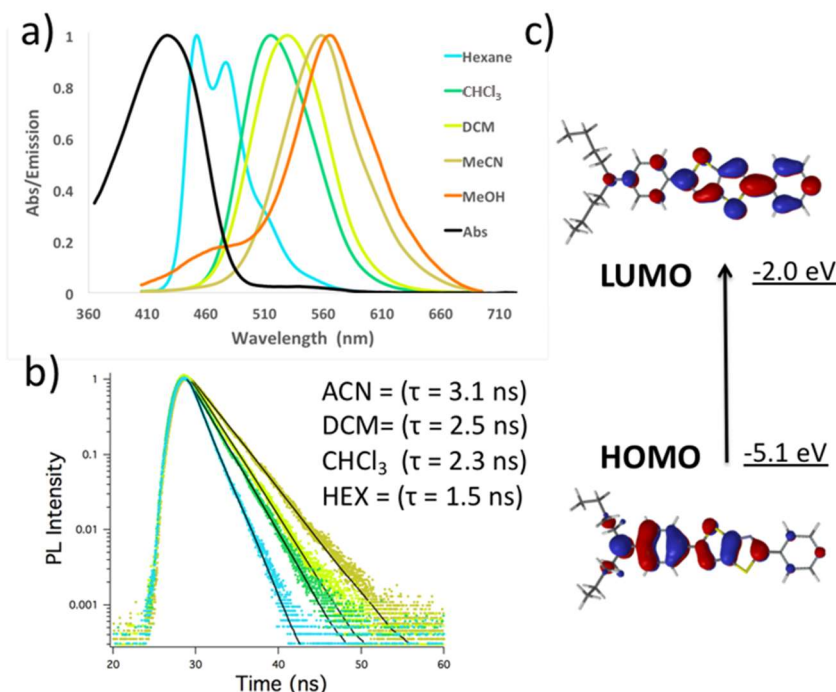 a)
Abs/Emission
1
0.8
0.6
0.4
0.2
0
360 410 460 510 560 610 660 710
Wavelength (nm)
Hexane
CHCl₃
DCM
MeCN
MeOH
Abs
b)
PL Intensity
1
0.1
0.01
0.001
20 30 40 50 60
Time (ns)
ACN = (τ = 3.1 ns)
DCM= (τ = 2.5 ns)
CHCl₃ (τ = 2.3 ns)
HEX = (τ = 1.5 ns)
c)
LUMO -2.0 eV
HOMO -5.1 eV